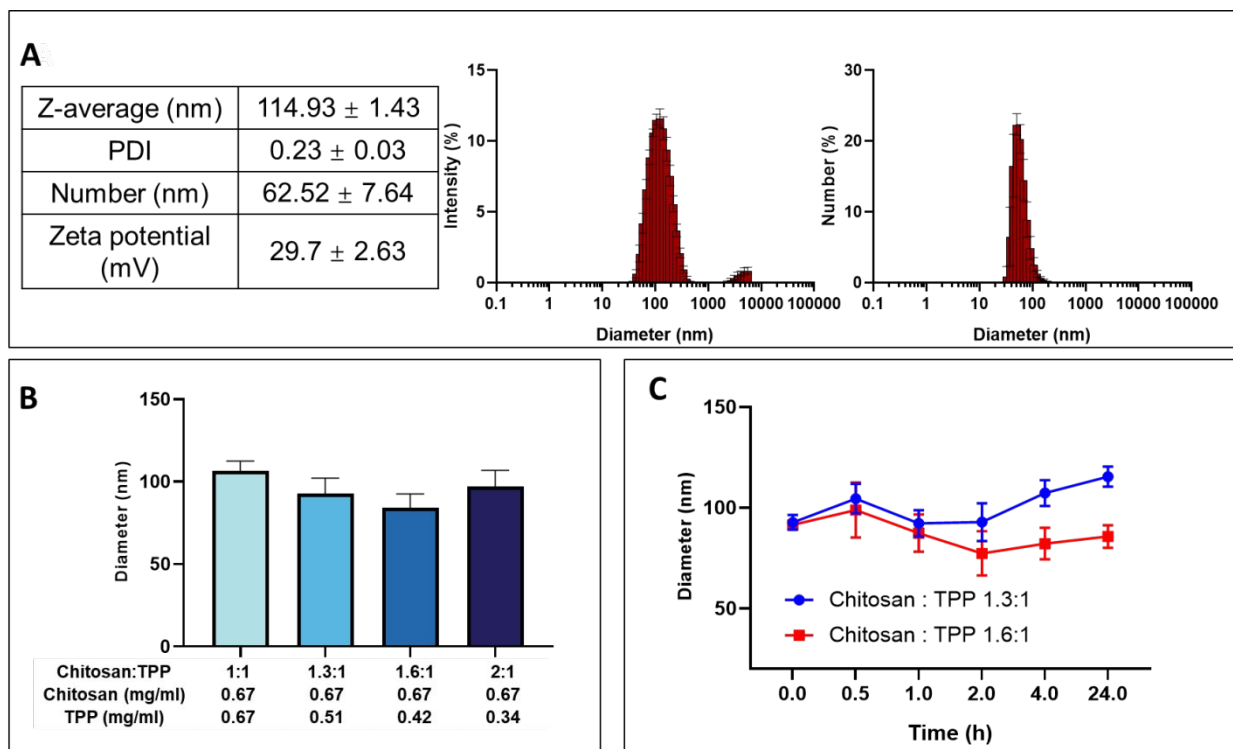 A
Z-average (nm) 114.93 ± 1.43
PDI 0.23 ± 0.03
Number (nm) 62.52 ± 7.64
Zeta potential
(mV) 29.7 ± 2.63
Intensity (%)
15
10
5
0
0.1 1 10 100 1000 10000 100000
Diameter (nm)
Number (%)
30
20
10
0
0.1 1 10 100 1000 10000 100000
Diameter (nm)
B
Diameter (nm)
150
100
50
0
Chitosan:TPP 1:1 1.3:1 1.6:1 2:1
Chitosan (mg/ml) 0.67 0.67 0.67 0.67
TPP (mg/ml) 0.67 0.51 0.42 0.34
C
Diameter (nm)
150
100
50
Chitosan : TPP 1.3:1
Chitosan : TPP 1.6:1
0.0 0.5 1.0 2.0 4.0 24.0
Time (h)